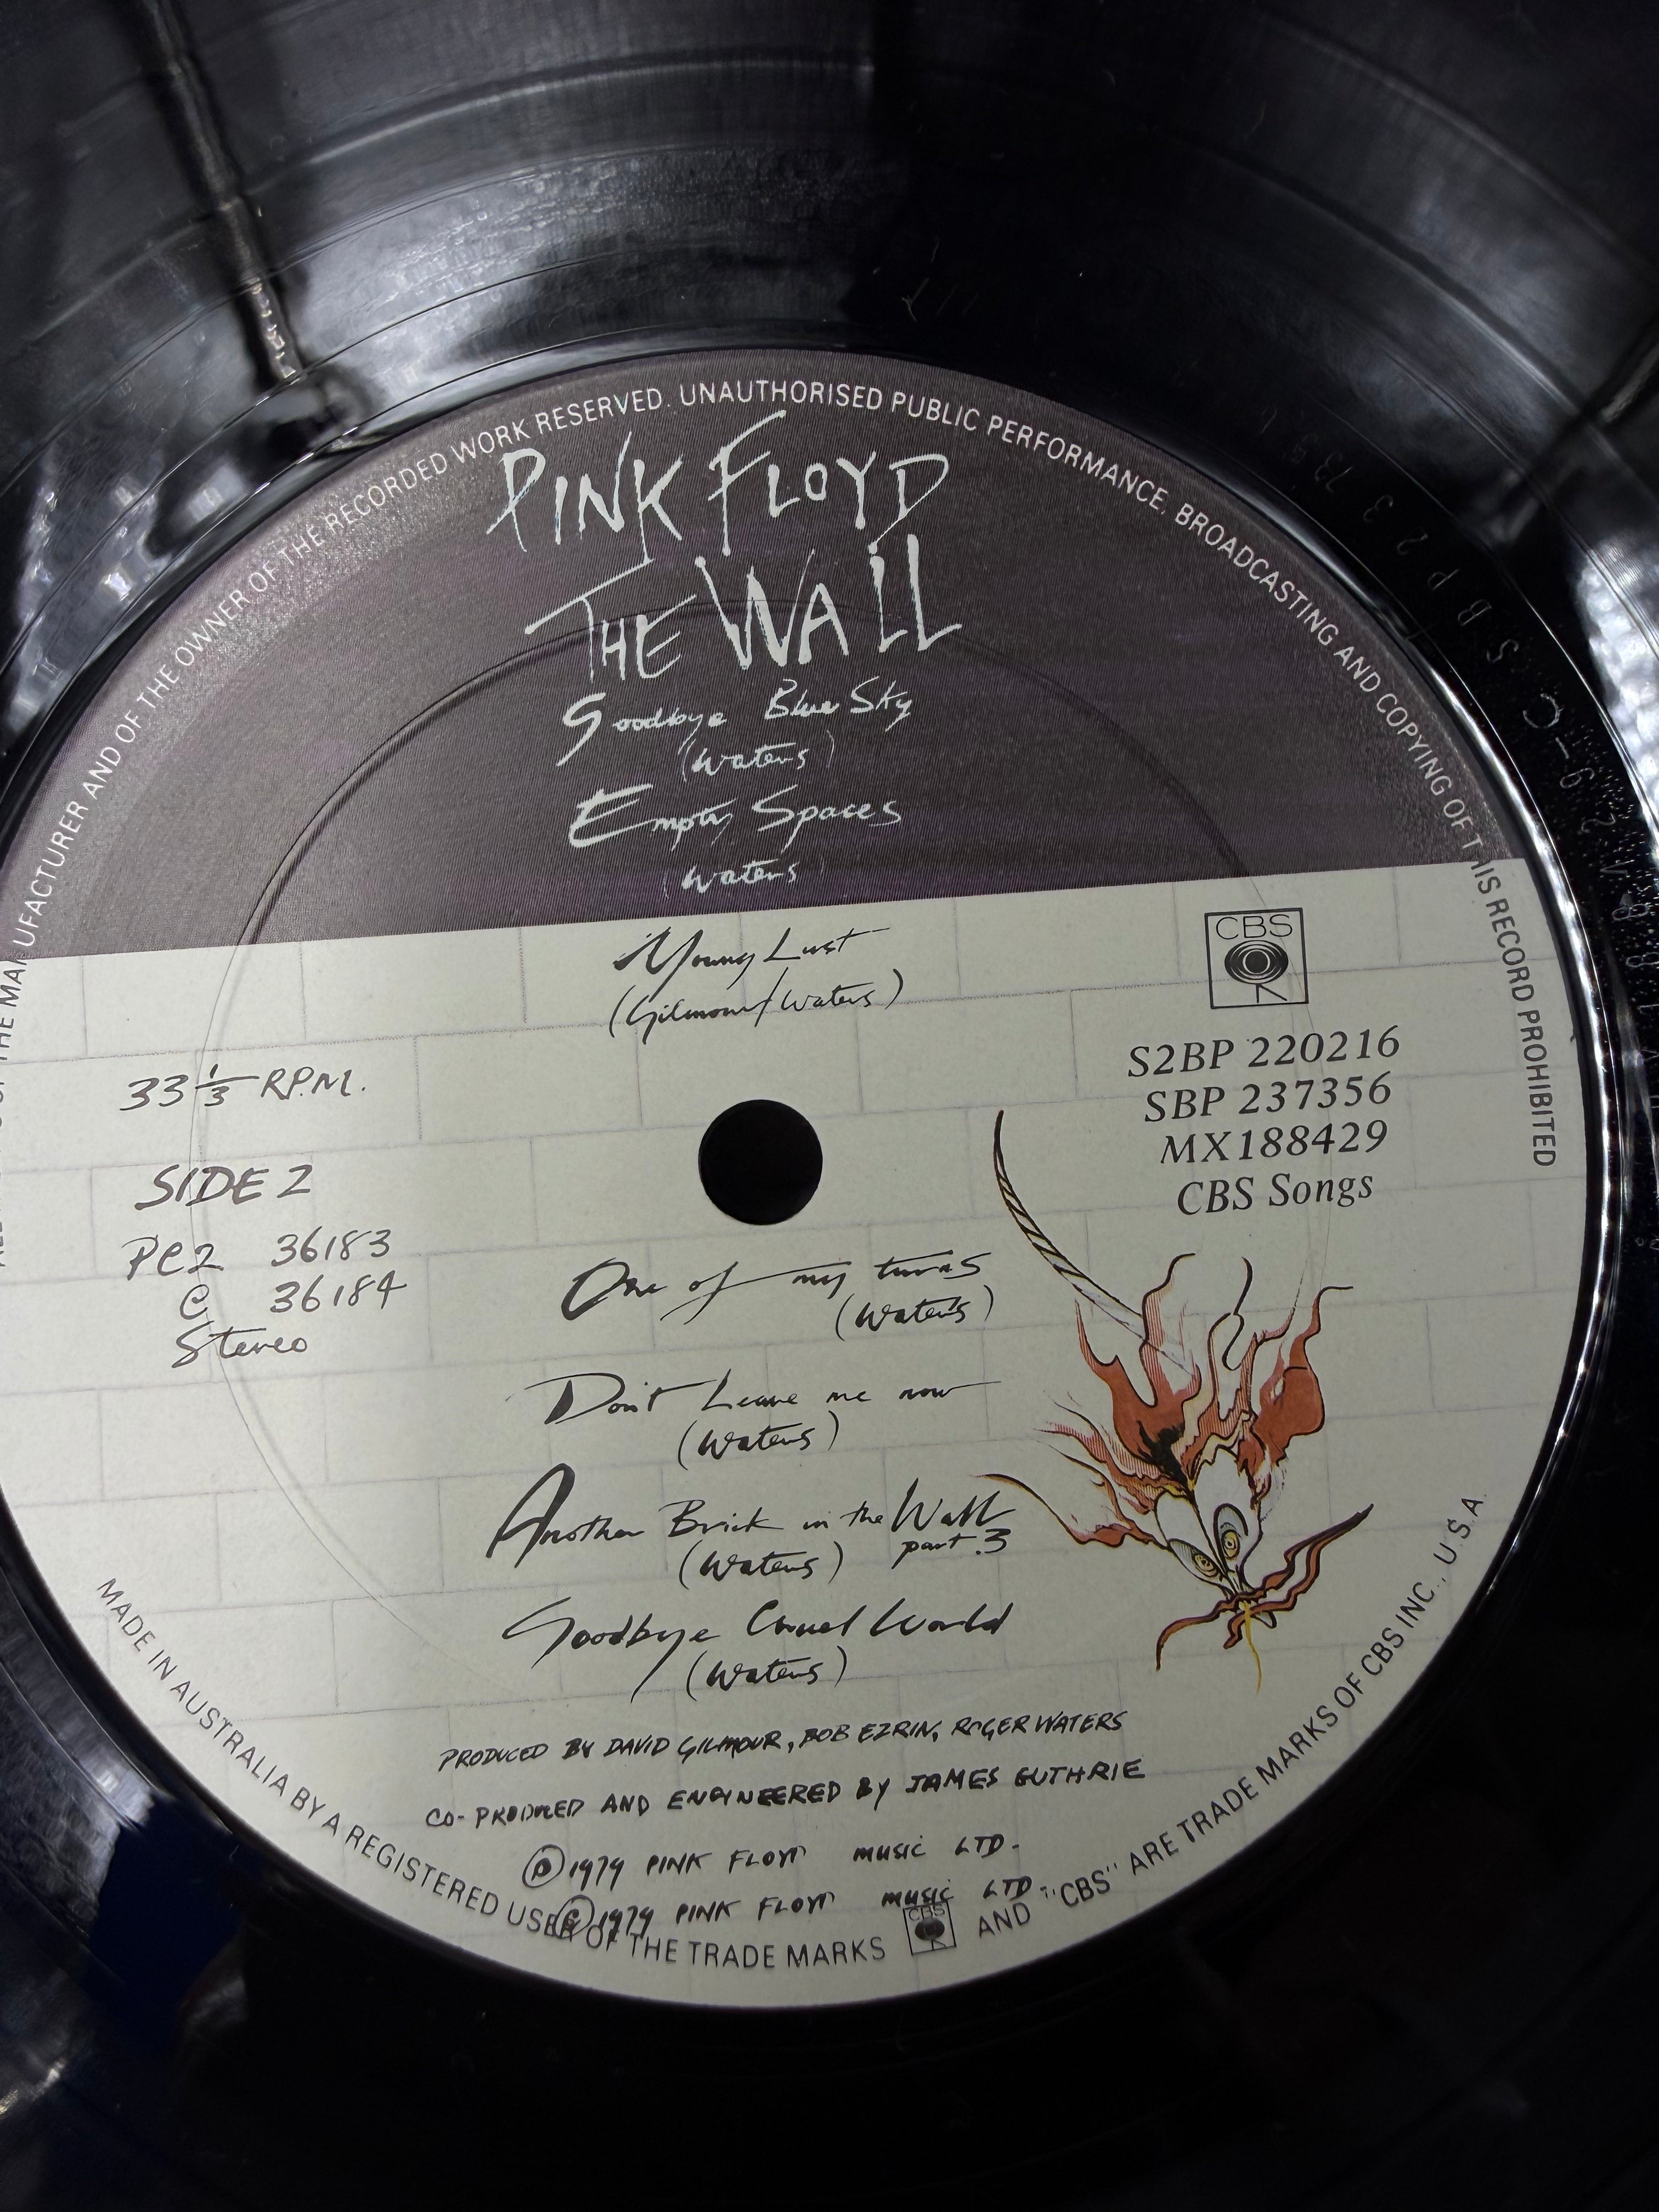 UFACTURER AND OF THE OWNER OF THE RECORDED WORK RESERVED. UNAUTHORISED PUBLIC PERFORMANCE. BROADCASTING AND COPYING OF THIS RECORD PROHIBITED
PINK FLOYD
THE WALL
Goodbye Blue Sky
(Waters)
Empty Spaces
(Waters)
Young Lust
(Gilmour/Waters)
CBS
33 1/3 R.P.M.
SIDE 2
PC2 36183
C 36184
Stereo
S2BP 220216
SBP 237356
MX188429
CBS Songs
One of my turns
(Waters)
Don't Leave me now
(Waters)
Another Brick in the Wall
part.3
(Waters)
Goodbye Cruel World
(Waters)
PRODUCED BY DAVID GILMOUR, BOB EZRIN, ROGER WATERS
CO-PRODUCED AND ENGINEERED BY JAMES GUTHRIE
Ⓟ 1979 PINK FLOYD MUSIC LTD.
© 1979 PINK FLOYD MUSIC LTD.
MADE IN AUSTRALIA BY A REGISTERED USER OF THE TRADE MARKS CBS AND "CBS" ARE TRADE MARKS OF CBS INC., U.S.A.